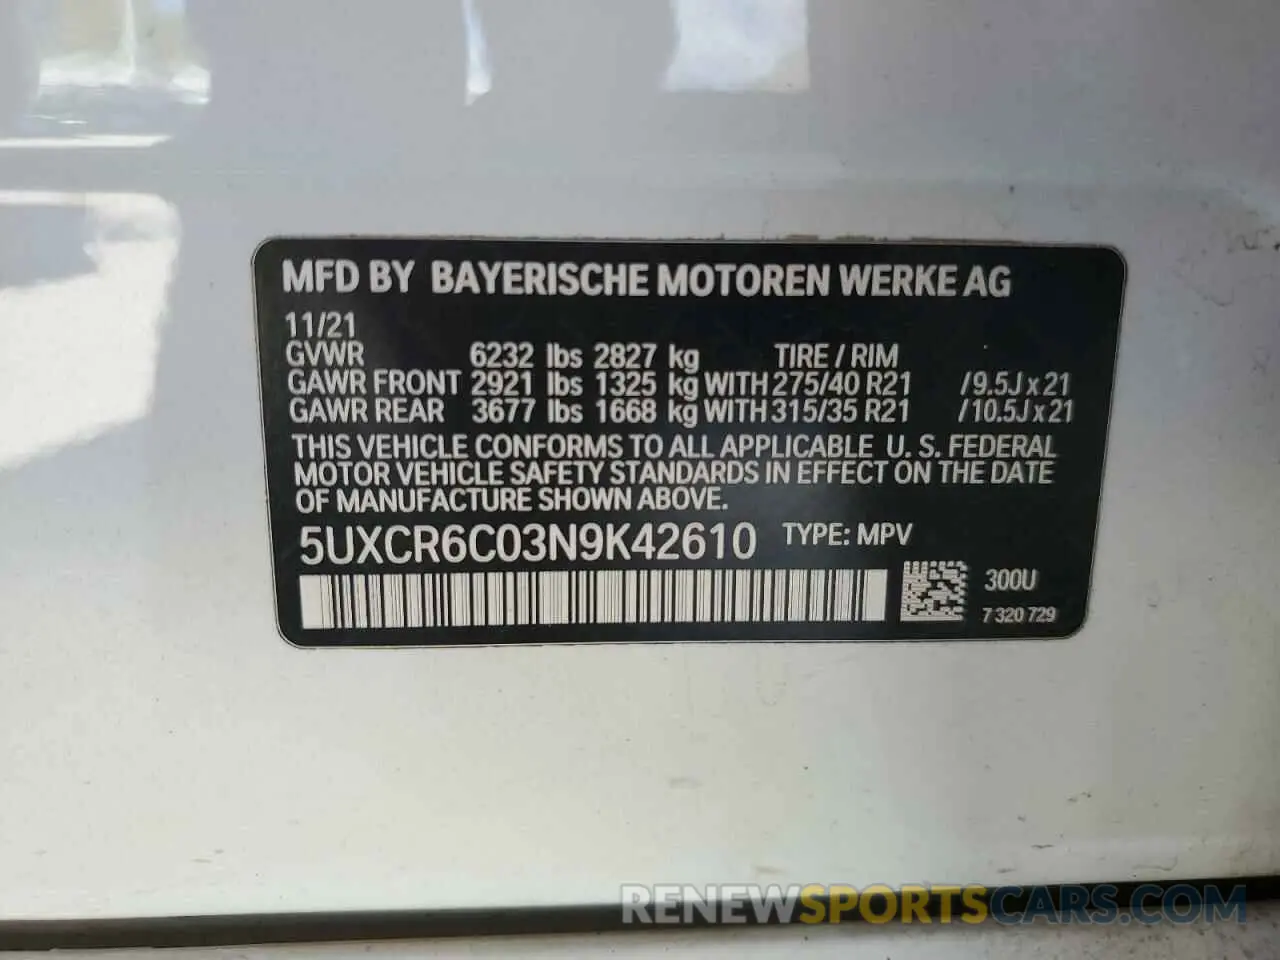 MFD BY BAYERISCHE MOTOREN WERKE AG
11/21
GVWR 6232 lbs 2827 kg TIRE / RIM
GAWR FRONT 2921 lbs 1325 kg WITH 275/40 R21 /9.5J x 21
GAWR REAR 3677 lbs 1668 kg WITH 315/35 R21 /10.5J x 21
THIS VEHICLE CONFORMS TO ALL APPLICABLE U. S. FEDERAL
MOTOR VEHICLE SAFETY STANDARDS IN EFFECT ON THE DATE
OF MANUFACTURE SHOWN ABOVE.
5UXCR6C03N9K42610 TYPE: MPV
300U
7 320 729
RENEWSPORTSCARS.COM